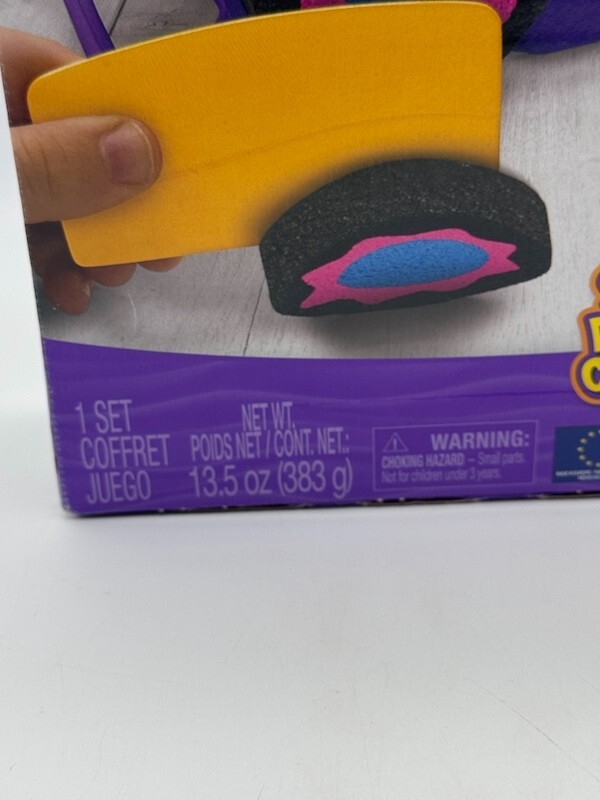 1 SET
COFFRET
JUEGO
NET WT.
POIDS NET / CONT. NET.:
13.5 oz (383 g)
⚠ WARNING:
CHOKING HAZARD – Small parts.
Not for children under 3 years.